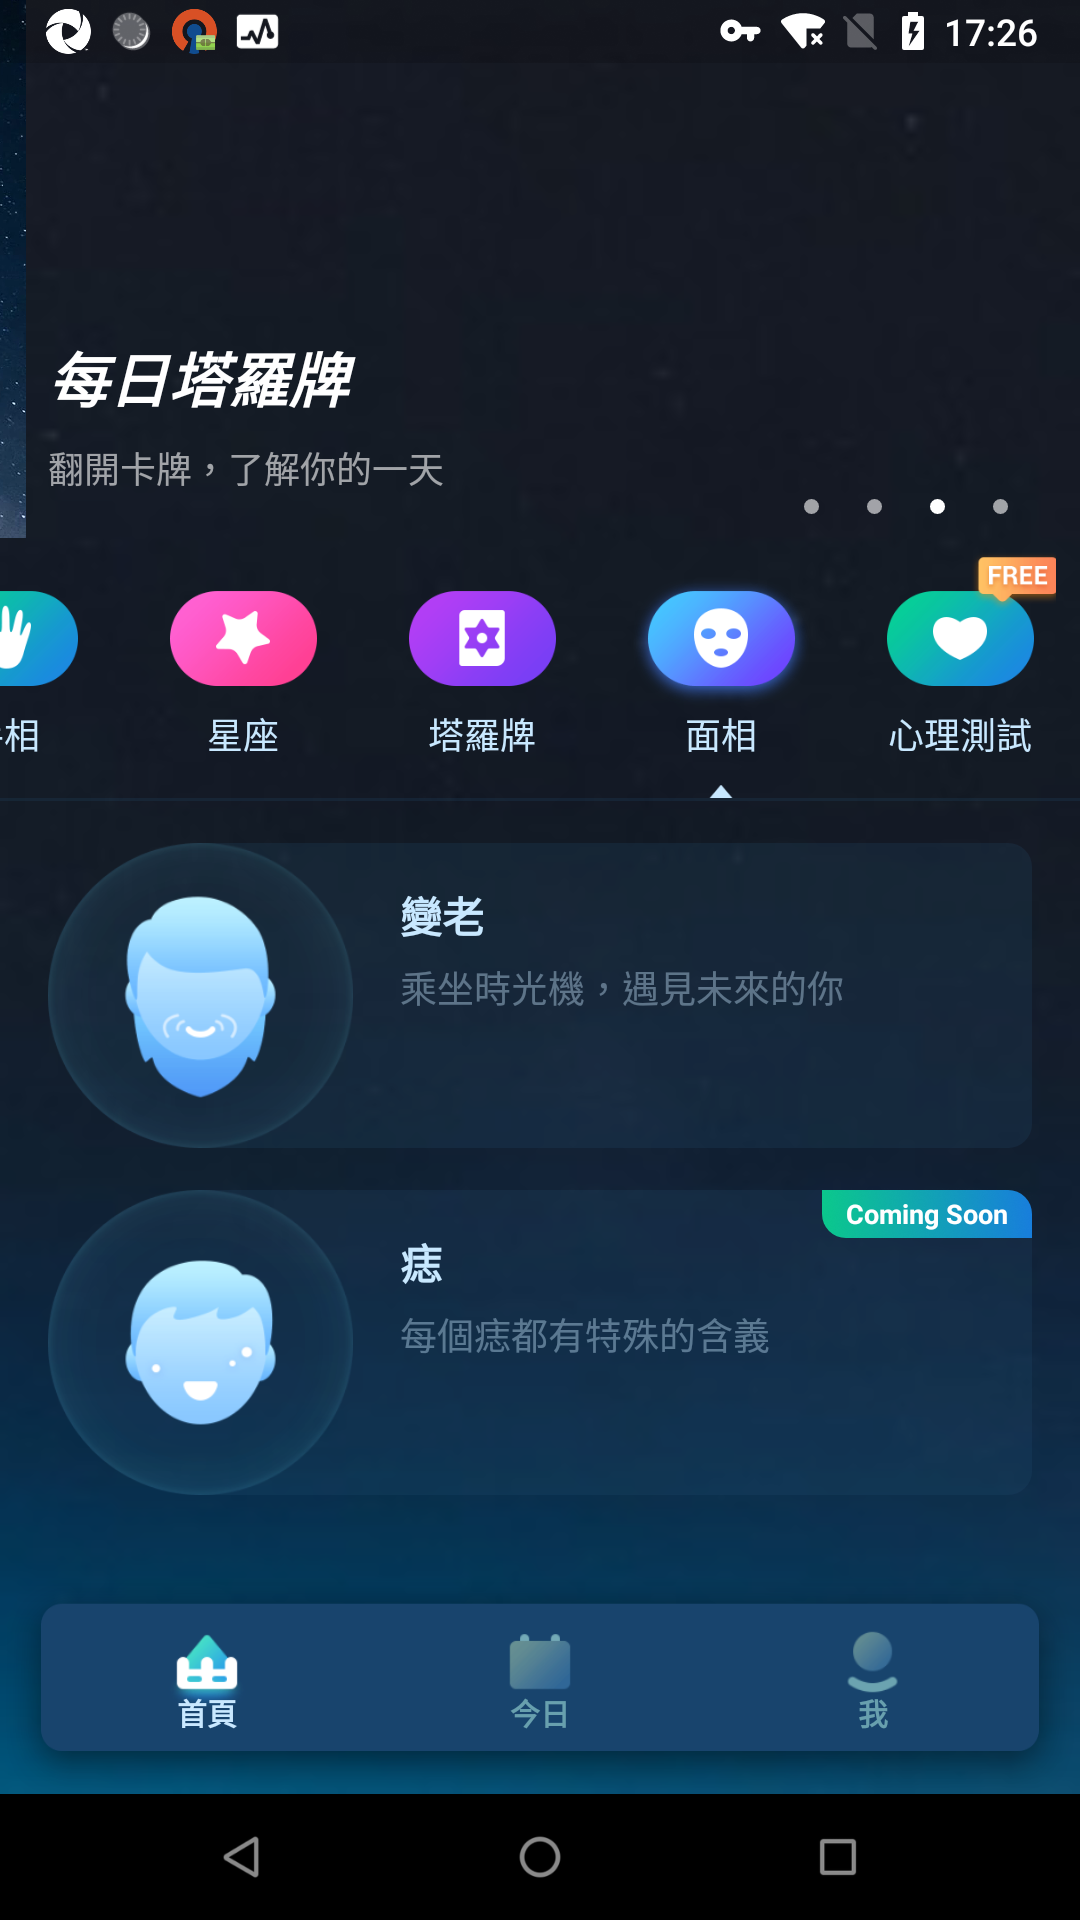 17:26
每日塔羅牌
翻開卡牌，了解你的一天
FREE
相
星座
塔羅牌
面相
心理測試
變老
乘坐時光機，遇見未來的你
Coming Soon
痣
每個痣都有特殊的含義
首頁
今日
我